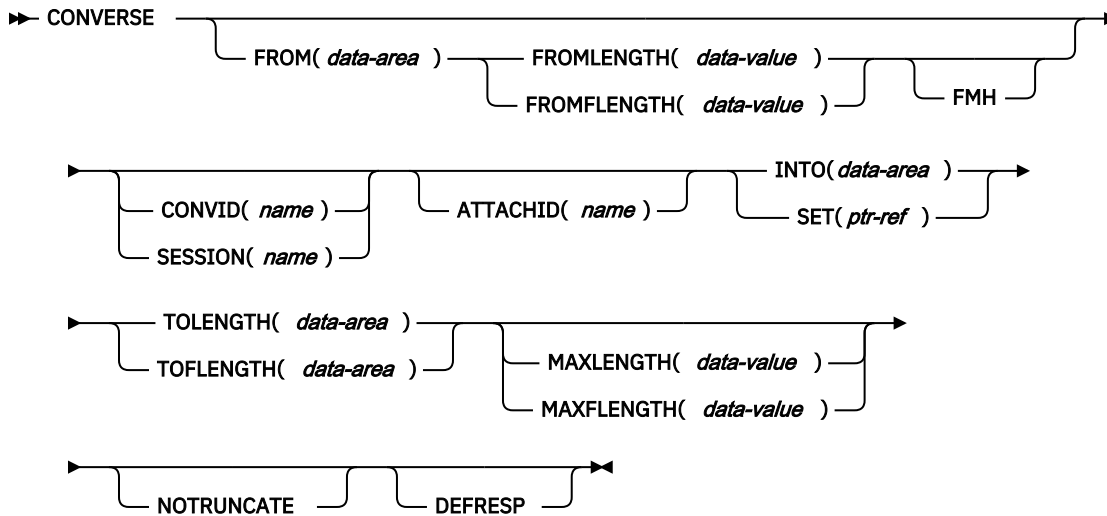 CONVERSE
FROM( data-area ) FROMLENGTH( data-value )
FROMFLENGTH( data-value ) FMH
CONVID( name ) ATTACHID( name ) INTO( data-area )
SESSION( name ) SET( ptr-ref )
TOLENGTH( data-area )
TOFLENGTH( data-area ) MAXLENGTH( data-value )
MAXFLENGTH( data-value )
NOTRUNCATE DEFRESP